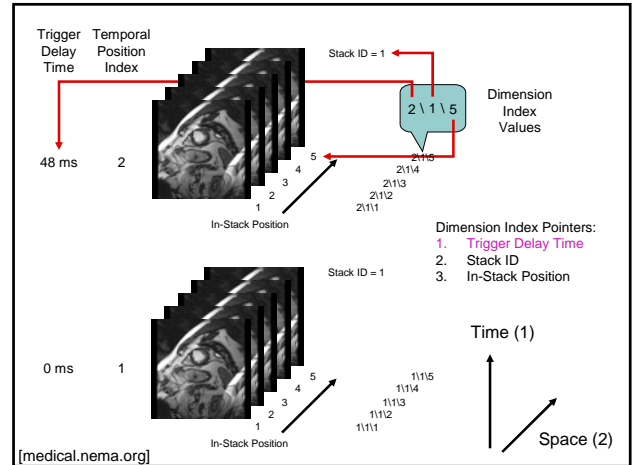 Trigger Delay Time
Temporal Position Index
Stack ID = 1
2 \ 1 \ 5
Dimension Index Values
48 ms
2
5
4
3
2
1
In-Stack Position
2\1\5
2\1\4
2\1\3
2\1\2
2\1\1
Dimension Index Pointers:
1. Trigger Delay Time
2. Stack ID
3. In-Stack Position
Stack ID = 1
0 ms
1
5
4
3
2
1
In-Stack Position
1\1\5
1\1\4
1\1\3
1\1\2
1\1\1
Time (1)
Space (2)
[medical.nema.org]